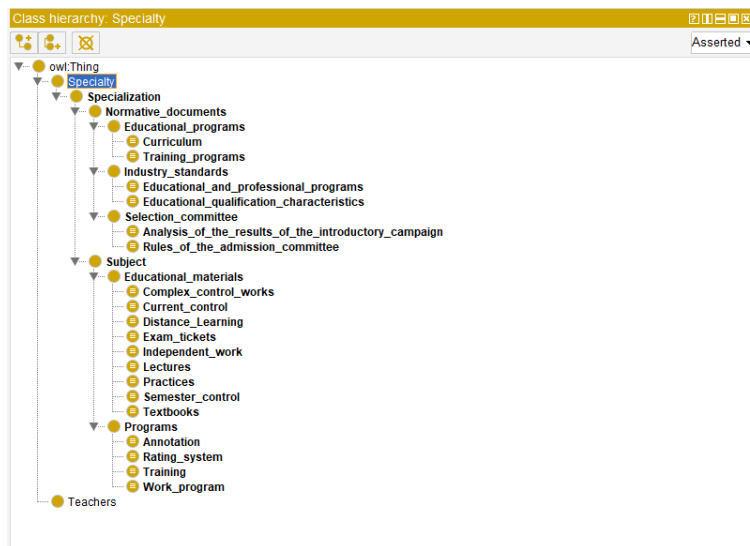 Class hierarchy: Specialty
Asserted
owl:Thing
Specialty
Specialization
Normative_documents
Educational_programs
Curriculum
Training_programs
Industry_standards
Educational_and_professional_programs
Educational_qualification_characteristics
Selection_committee
Analysis_of_the_results_of_the_introductory_campaign
Rules_of_the_admission_committee
Subject
Educational_materials
Complex_control_works
Current_control
Distance_Learning
Exam_tickets
Independent_work
Lectures
Practices
Semester_control
Textbooks
Programs
Annotation
Rating_system
Training
Work_program
Teachers